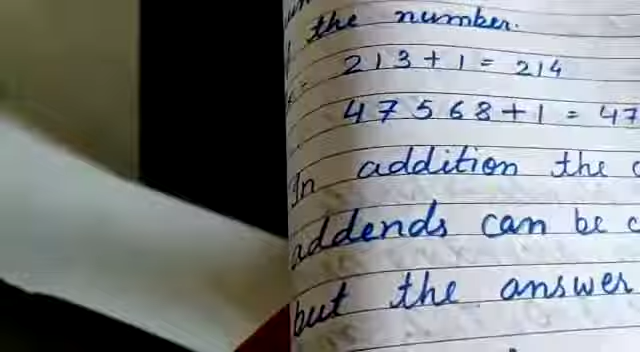 the number.
213 + 1 = 214
47568 + 1 = 47
In addition the
addends can be
but the answer